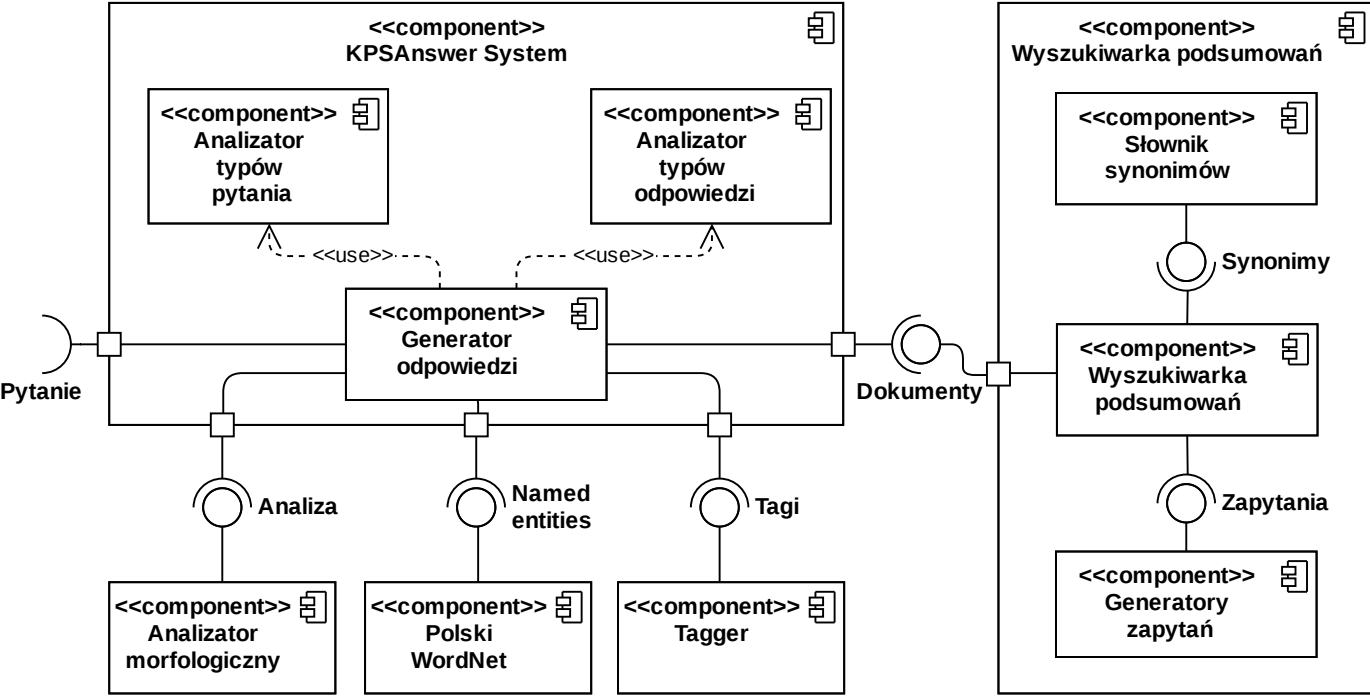 <<component>>
KPSAnswer System
<<component>>
Analizator
typów
pytania
<<component>>
Analizator
typów
odpowiedzi
<<use>>
<<use>>
<<component>>
Generator
odpowiedzi
Pytanie
Dokumenty
Analiza
Named
entities
Tagi
<<component>>
Analizator
morfologiczny
<<component>>
Polski
WordNet
<<component>>
Tagger
<<component>>
Wyszukiwarka podsumowań
<<component>>
Słownik
synonimów
Synonimy
<<component>>
Wyszukiwarka
podsumowań
Zapytania
<<component>>
Generatory
zapytań